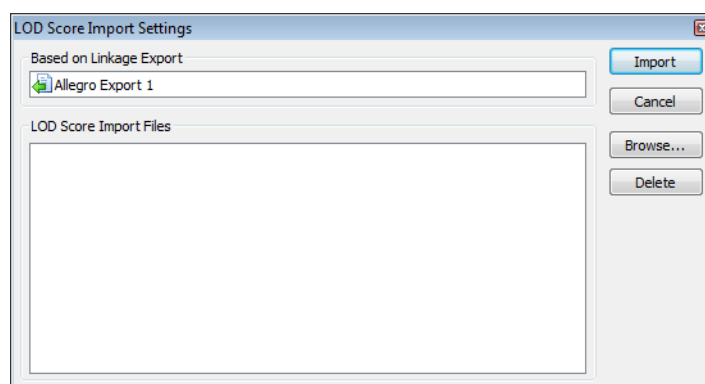 LOD Score Import Settings
Based on Linkage Export
Allegro Export 1
LOD Score Import Files
Import
Cancel
Browse...
Delete